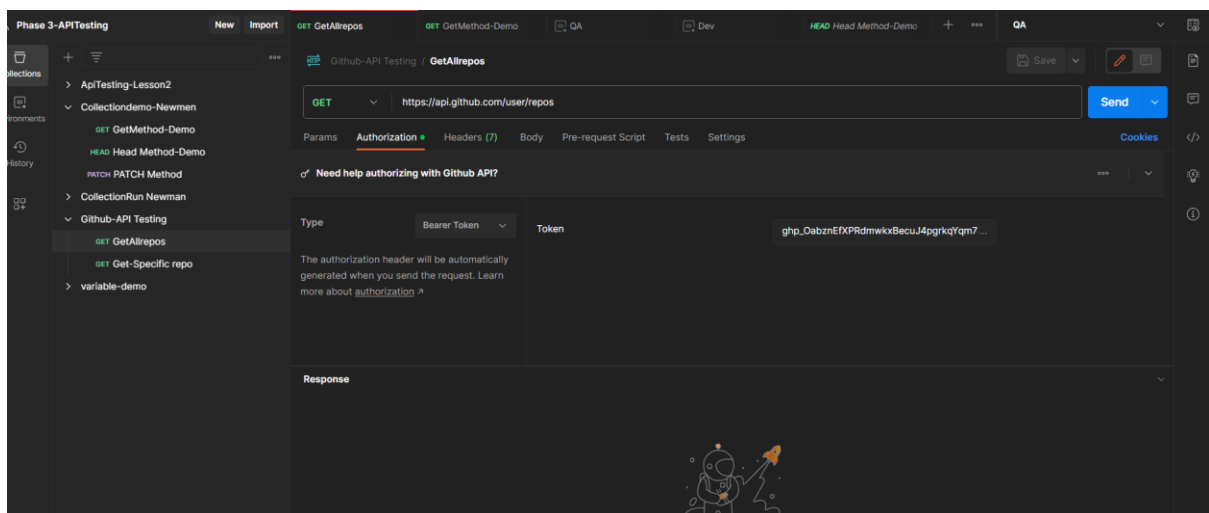 Phase 3-APITesting New Import GET GetAllrepos GET GetMethod-Demo QA Dev HEAD Head Method-Demo QA
Github-API Testing / GetAllrepos Save
ApiTesting-Lesson2
Collectiondemo-Newmen
GET GetMethod-Demo
HEAD Head Method-Demo
PATCH PATCH Method
CollectionRun Newman
Github-API Testing
GET GetAllrepos
GET Get-Specific repo
variable-demo
History
GET https://api.github.com/user/repos Send
Params Authorization Headers (7) Body Pre-request Script Tests Settings Cookies
Need help authorizing with Github API?
Type Bearer Token Token
The authorization header will be automatically
generated when you send the request. Learn
more about authorization
Response